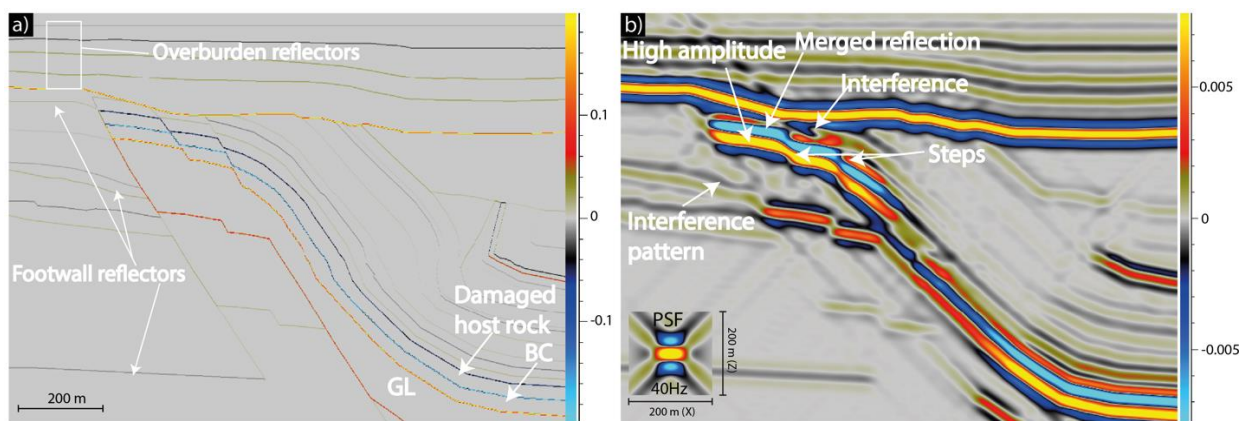 a)
Overburden reflectors
Footwall reflectors
Damaged
host rock
BC
GL
200 m
0.1
0
-0.1
b)
High amplitude
Merged reflection
Interference
Steps
Interference
pattern
PSF
40Hz
200 m (Z)
200 m (X)
0.005
0
-0.005